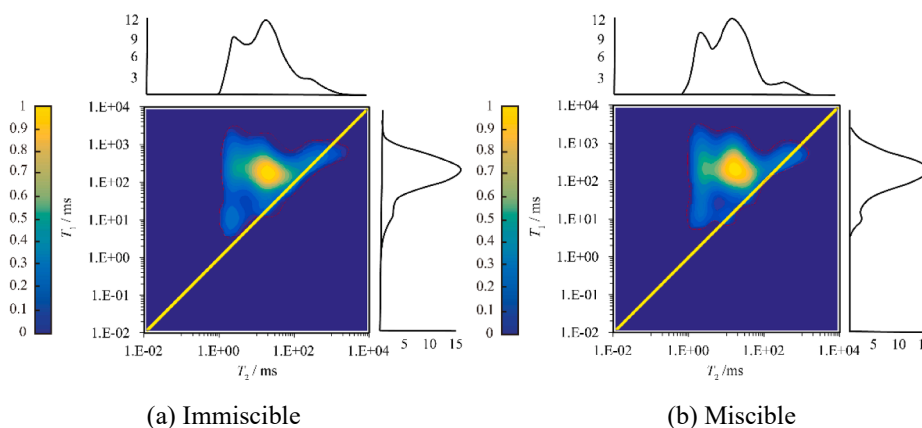 12
9
6
3
1
0.9
0.8
0.7
0.6
0.5
0.4
0.3
0.2
0.1
0
T₁ / ms
1.E+04
1.E+03
1.E+02
1.E+01
1.E+00
1.E-01
1.E-02
1.E-02 1.E+00 1.E+02 1.E+04
T₂ / ms
5 10 15
(a) Immiscible
12
9
6
3
1
0.9
0.8
0.7
0.6
0.5
0.4
0.3
0.2
0.1
0
T₁ / ms
1.E+04
1.E+03
1.E+02
1.E+01
1.E+00
1.E-01
1.E-02
1.E-02 1.E+00 1.E+02 1.E+04
T₂ / ms
5 10
(b) Miscible